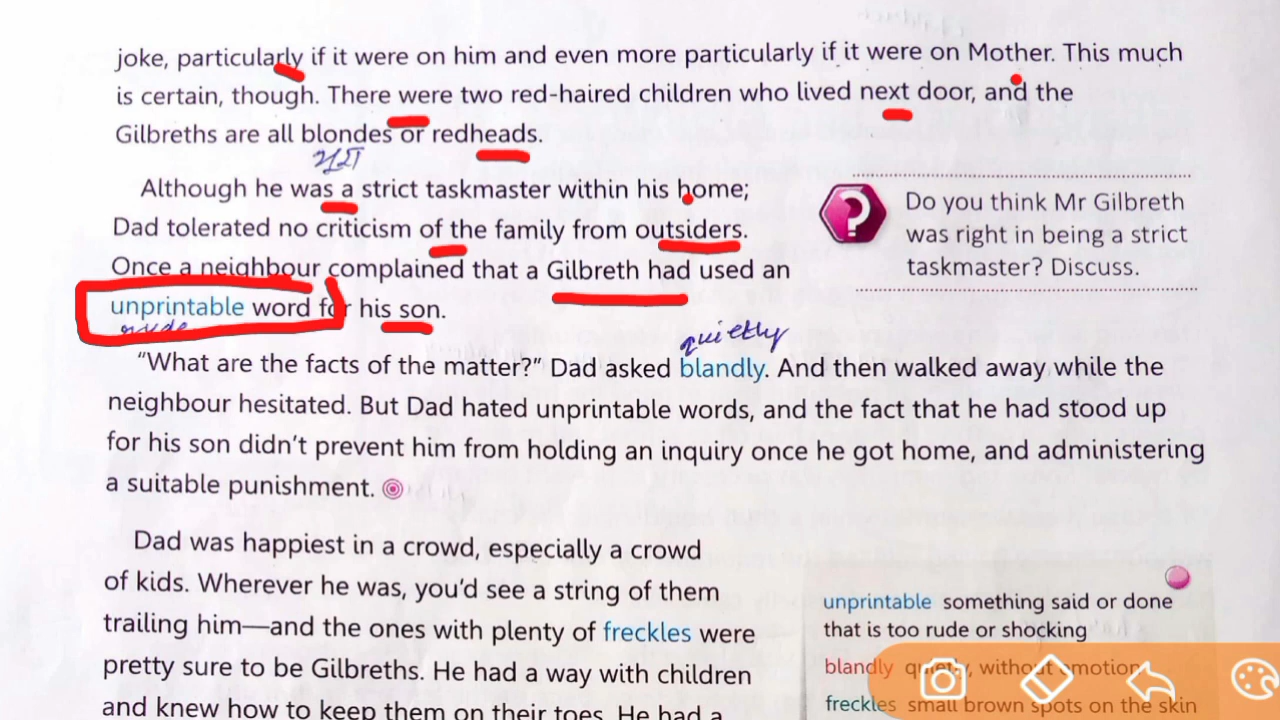 joke, particularly if it were on him and even more particularly if it were on Mother. This much
is certain, though. There were two red-haired children who lived next door, and the
Gilbreths are all blondes or redheads.
Although he was a strict taskmaster within his home;
Dad tolerated no criticism of the family from outsiders.
Once a neighbour complained that a Gilbreth had used an
unprintable word for his son.
rude
Do you think Mr Gilbreth
was right in being a strict
taskmaster? Discuss.
quietly
“What are the facts of the matter?” Dad asked blandly. And then walked away, while the
neighbour hesitated. But Dad hated unprintable words, and the fact that he had stood up
for his son didn’t prevent him from holding an inquiry once he got home, and administering
a suitable punishment.
Dad was happiest in a crowd, especially a crowd
of kids. Wherever he was, you’d see a string of them
trailing him—and the ones with plenty of freckles were
pretty sure to be Gilbreths. He had a way with children
and knew how to keep them on their toes. He had a
unprintable something said or done
that is too rude or shocking
blandly quietly, without emotion
freckles small brown spots on the skin